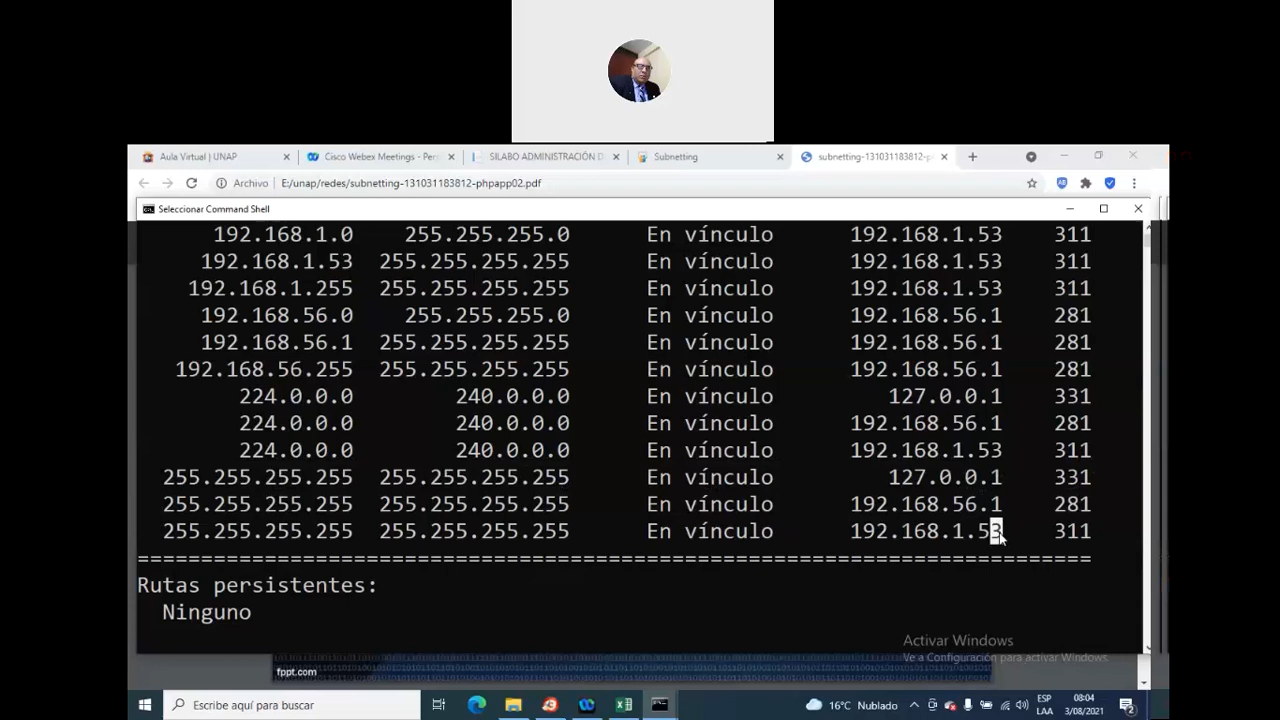 Aula Virtual | UNAP
Cisco Webex Meetings - Per
SILABO ADMINISTRACIÓN D
Subnetting
subnetting-131031183812-p
Archivo E:/unap/redes/subnetting-131031183812-phpapp02.pdf
Seleccionar Command Shell
192.168.1.0 255.255.255.0 En vínculo 192.168.1.53 311
192.168.1.53 255.255.255.255 En vínculo 192.168.1.53 311
192.168.1.255 255.255.255.255 En vínculo 192.168.1.53 311
192.168.56.0 255.255.255.0 En vínculo 192.168.56.1 281
192.168.56.1 255.255.255.255 En vínculo 192.168.56.1 281
192.168.56.255 255.255.255.255 En vínculo 192.168.56.1 281
224.0.0.0 240.0.0.0 En vínculo 127.0.0.1 331
224.0.0.0 240.0.0.0 En vínculo 192.168.56.1 281
224.0.0.0 240.0.0.0 En vínculo 192.168.1.53 311
255.255.255.255 255.255.255.255 En vínculo 127.0.0.1 331
255.255.255.255 255.255.255.255 En vínculo 192.168.56.1 281
255.255.255.255 255.255.255.255 En vínculo 192.168.1.53 311
===========================================================================
Rutas persistentes:
Ninguno
Activar Windows
Ve a Configuración para activar Windows.
fppt.com
Escribe aquí para buscar
16°C Nublado
ESP
LAA
08:04
3/08/2021
2